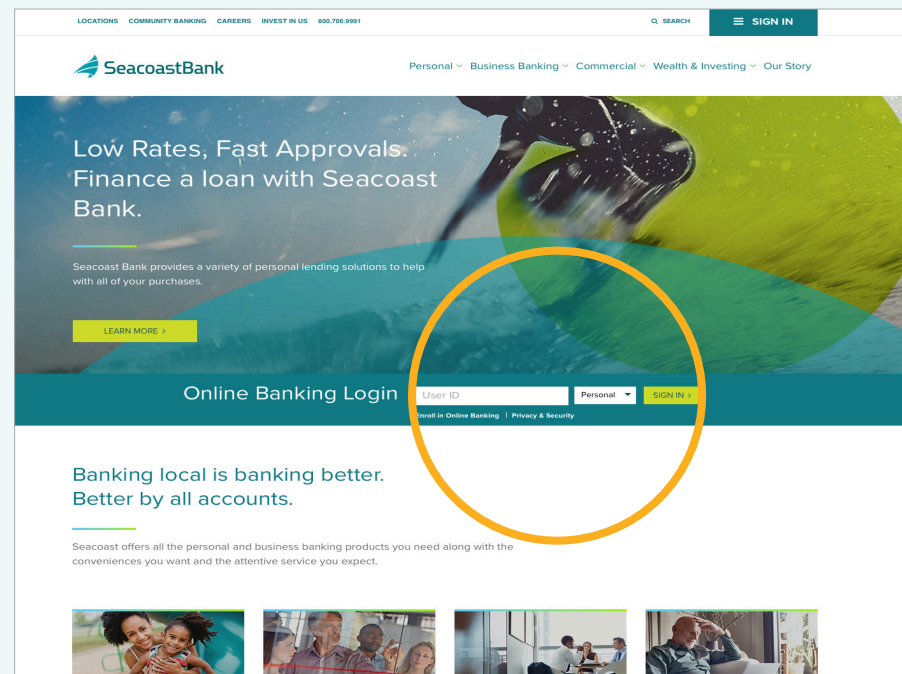 LOCATIONS COMMUNITY BANKING CAREERS INVEST IN US 800.706.9991 SEARCH SIGN IN
SeacoastBank Personal Business Banking Commercial Wealth & Investing Our Story
Low Rates, Fast Approvals.
Finance a loan with Seacoast
Bank.
Seacoast Bank provides a variety of personal lending solutions to help
with all of your purchases.
LEARN MORE >
Online Banking Login User ID Personal SIGN IN >
Enroll in Online Banking | Privacy & Security
Banking local is banking better.
Better by all accounts.
Seacoast offers all the personal and business banking products you need along with the
conveniences you want and the attentive service you expect.